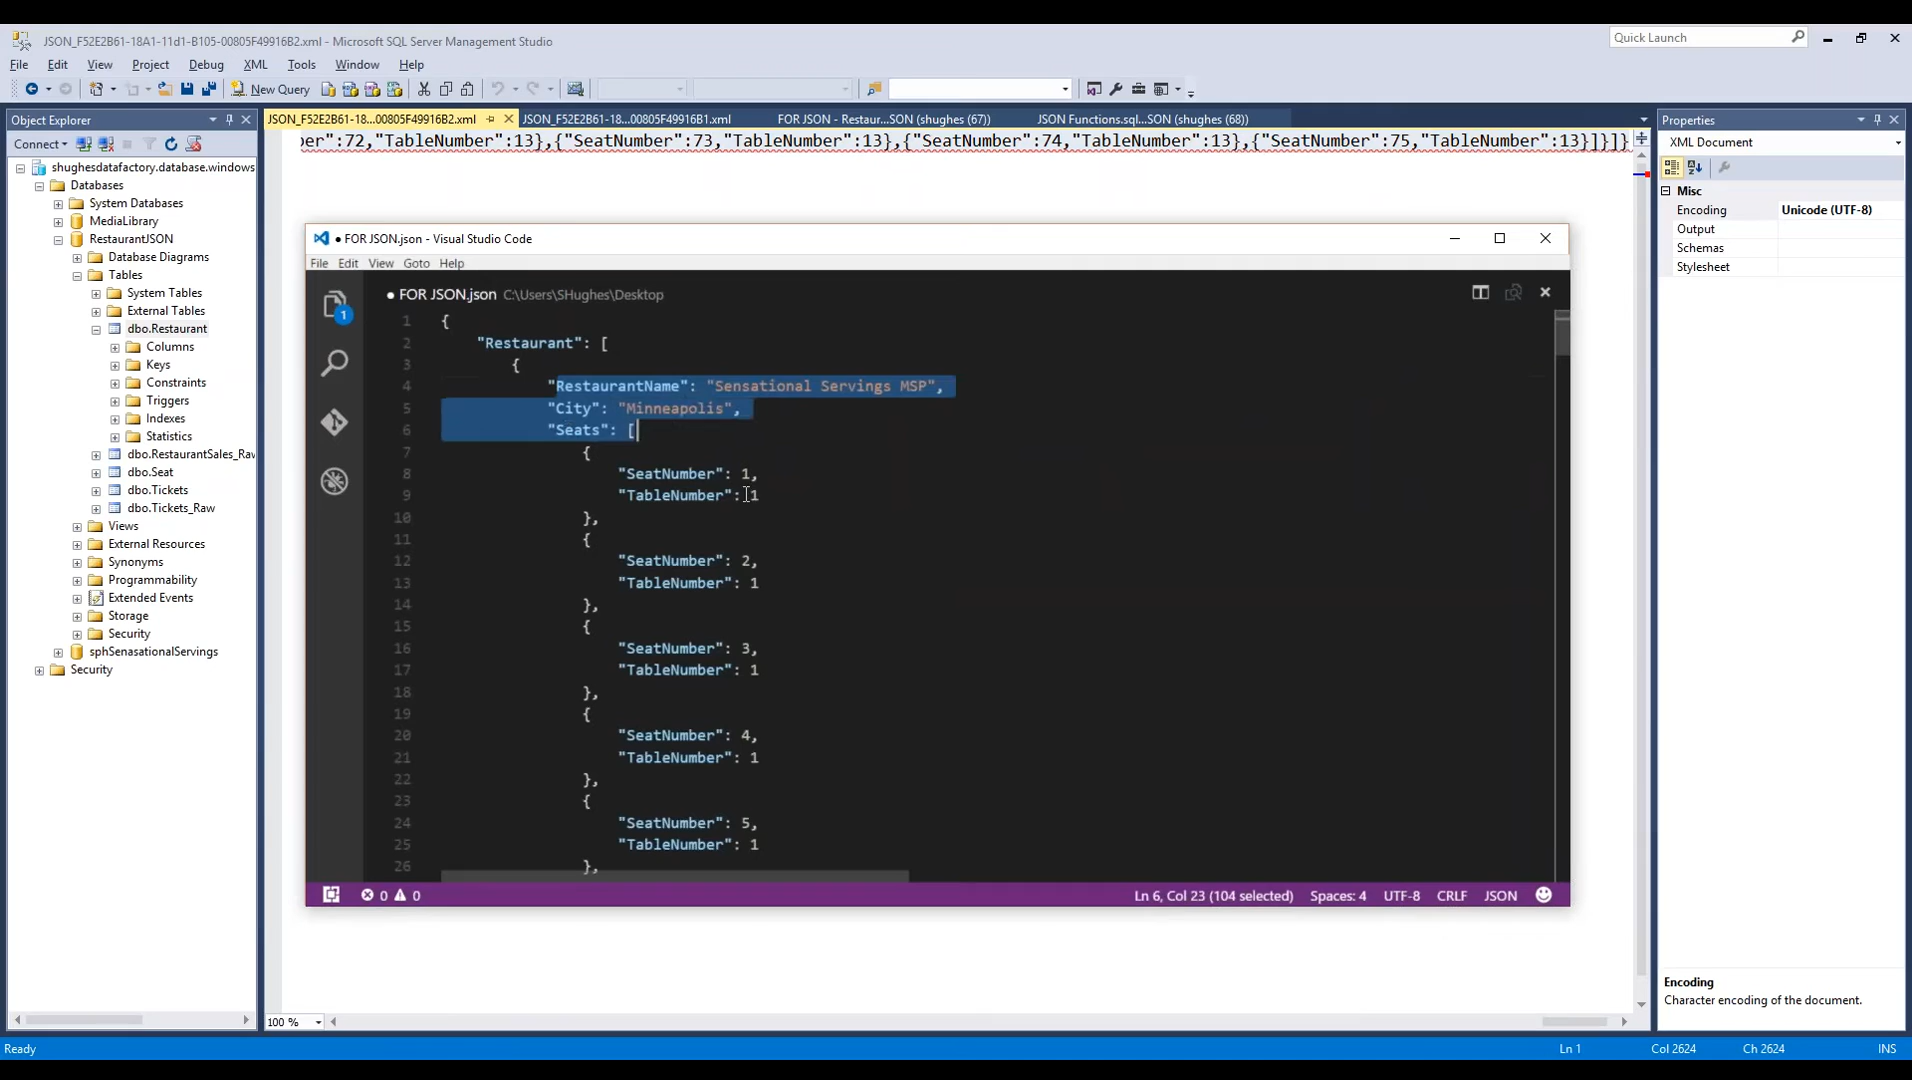 JSON_F52E2B61-18A1-11d1-B105-00805F49916B2.xml - Microsoft SQL Server Management Studio
Quick Launch
File Edit View Project Debug XML Tools Window Help
New Query
Object Explorer
JSON_F52E2B61-18...00805F49916B2.xml JSON_F52E2B61-18...00805F49916B1.xml FOR JSON - Restaur...SON (shughes (67)) JSON Functions.sql...SON (shughes (68))
Properties
ber":72,"TableNumber":13},{"SeatNumber":73,"TableNumber":13},{"SeatNumber":74,"TableNumber":13},{"SeatNumber":75,"TableNumber":13}]}]}
Connect
XML Document
shughesdatafactory.database.windows
Databases
System Databases
MediaLibrary
RestaurantJSON
Database Diagrams
Tables
System Tables
External Tables
dbo.Restaurant
Columns
Keys
Constraints
Triggers
Indexes
Statistics
dbo.RestaurantSales_Raw
dbo.Seat
dbo.Tickets
dbo.Tickets_Raw
Views
External Resources
Synonyms
Programmability
Extended Events
Storage
Security
sphSenasationalServings
Security
Misc
Encoding Unicode (UTF-8)
Output
Schemas
Stylesheet
● FOR JSON.json - Visual Studio Code
File Edit View Goto Help
● FOR JSON.json C:\Users\SHughes\Desktop
1
1 {
2 "Restaurant": [
3 {
4 "RestaurantName": "Sensational Servings MSP",
5 "City": "Minneapolis",
6 "Seats": [
7 {
8 "SeatNumber": 1,
9 "TableNumber": 1
10 },
11 {
12 "SeatNumber": 2,
13 "TableNumber": 1
14 },
15 {
16 "SeatNumber": 3,
17 "TableNumber": 1
18 },
19 {
20 "SeatNumber": 4,
21 "TableNumber": 1
22 },
23 {
24 "SeatNumber": 5,
25 "TableNumber": 1
26 },
0 0 Ln 6, Col 23 (104 selected) Spaces: 4 UTF-8 CRLF JSON
Encoding
Character encoding of the document.
100 %
Ready Ln 1 Col 2624 Ch 2624 INS